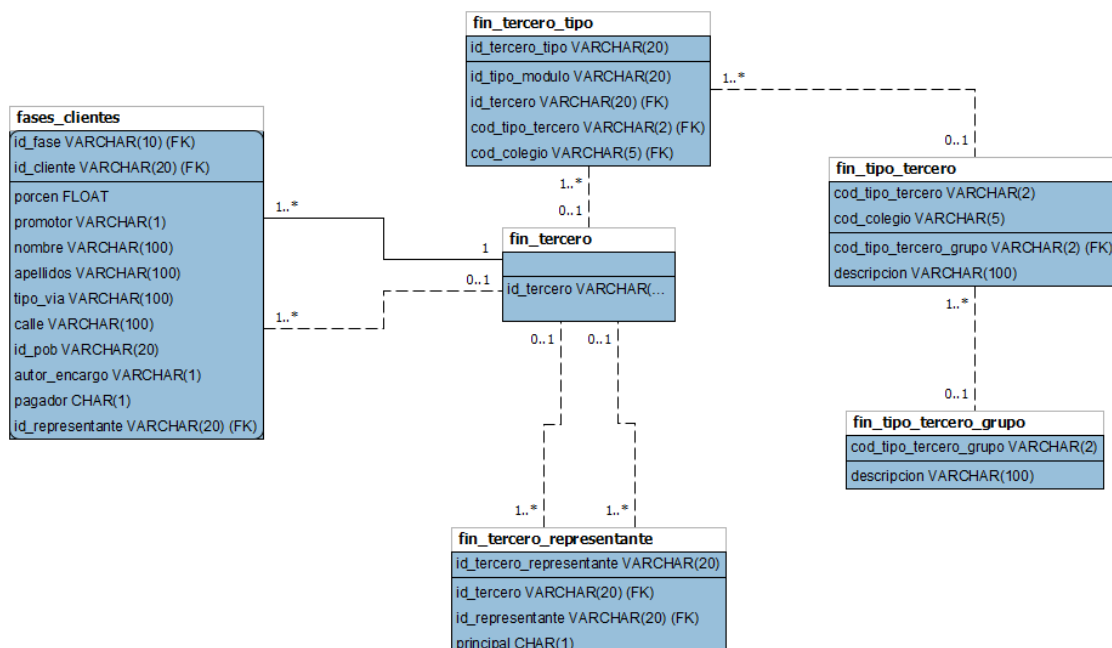 fin_tercero_tipo
id_tercero_tipo VARCHAR(20)
id_tipo_modulo VARCHAR(20)
id_tercero VARCHAR(20) (FK)
cod_tipo_tercero VARCHAR(2) (FK)
cod_colegio VARCHAR(5) (FK)
1..*
1..*
0..1
0..1
fases_clientes
id_fase VARCHAR(10) (FK)
id_cliente VARCHAR(20) (FK)
porcen FLOAT
promotor VARCHAR(1)
nombre VARCHAR(100)
apellidos VARCHAR(100)
tipo_via VARCHAR(100)
calle VARCHAR(100)
id_pob VARCHAR(20)
autor_encargo VARCHAR(1)
pagador CHAR(1)
id_representante VARCHAR(20) (FK)
1..*
1
0..1
1..*
fin_tercero
id_tercero VARCHAR(...
0..1
0..1
fin_tipo_tercero
cod_tipo_tercero VARCHAR(2)
cod_colegio VARCHAR(5)
cod_tipo_tercero_grupo VARCHAR(2) (FK)
descripcion VARCHAR(100)
1..*
0..1
fin_tipo_tercero_grupo
cod_tipo_tercero_grupo VARCHAR(2)
descripcion VARCHAR(100)
1..*
1..*
fin_tercero_representante
id_tercero_representante VARCHAR(20)
id_tercero VARCHAR(20) (FK)
id_representante VARCHAR(20) (FK)
principal CHAR(1)